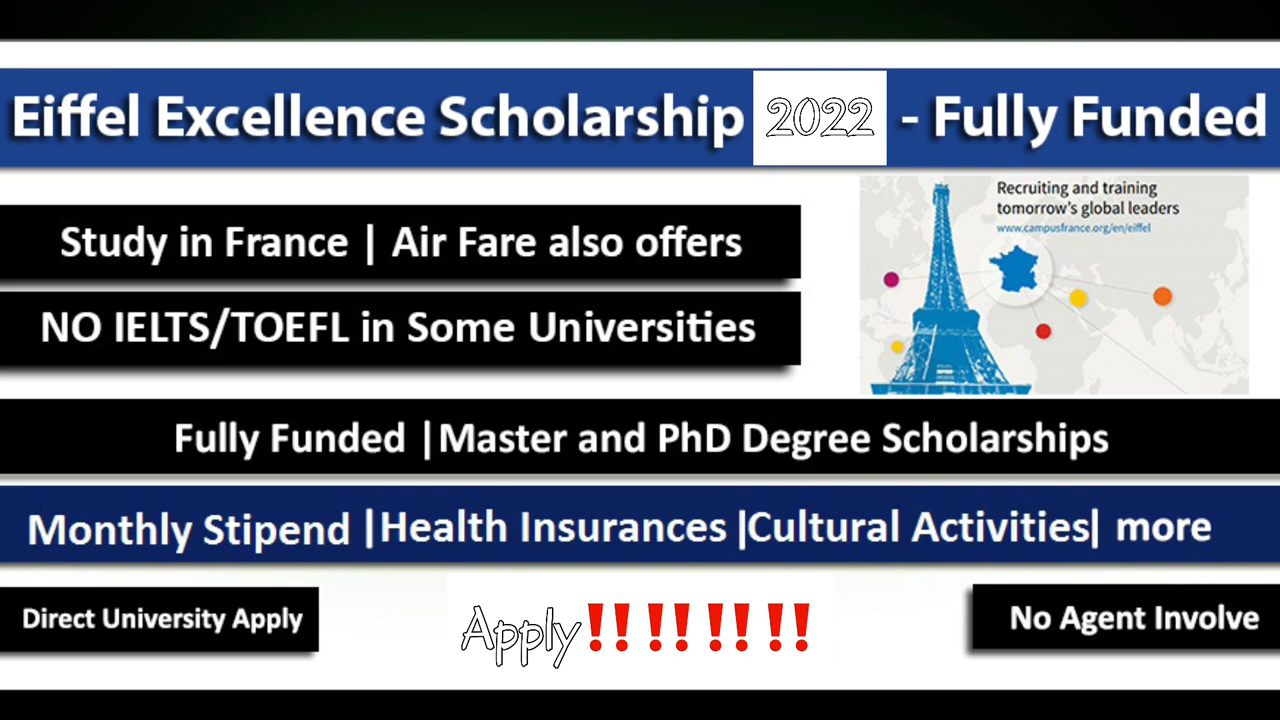 Eiffel Excellence Scholarship 2022 - Fully Funded
Recruiting and training
tomorrow's global leaders
www.campusfrance.org/en/eiffel
Study in France | Air Fare also offers
NO IELTS/TOEFL in Some Universities
Fully Funded |Master and PhD Degree Scholarships
Monthly Stipend |Health Insurances |Cultural Activities| more
Direct University Apply
Apply‼️‼️‼️‼️
No Agent Involve